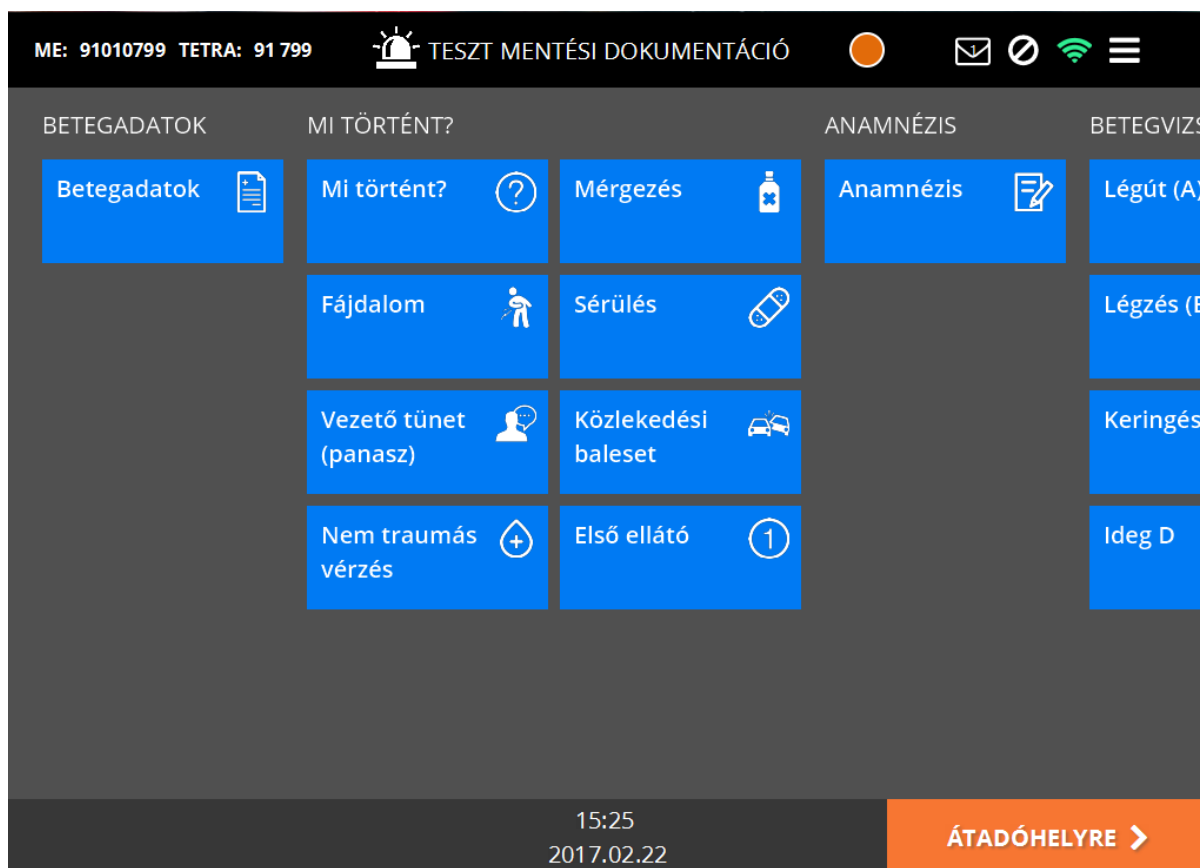 ME: 91010799 TETRA: 91 799
TESZT MENTÉSI DOKUMENTÁCIÓ
1
BETEGADATOK
Betegadatok
MI TÖRTÉNT?
Mi történt?
?
Mérgezés
Fájdalom
Sérülés
Vezető tünet
(panasz)
Közlekedési
baleset
Nem traumás
vérzés
Első ellátó
1
ANAMNÉZIS
Anamnézis
BETEGVIZS
Légút (A)
Légzés (B
Keringés
Ideg D
15:25
2017.02.22
ÁTADÓHELYRE